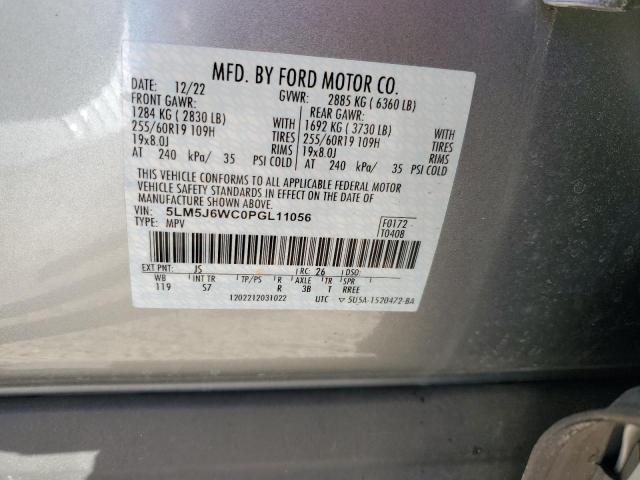 MFD. BY FORD MOTOR CO.
DATE: 12/22 GVWR: 2885 KG ( 6360 LB)
FRONT GAWR: REAR GAWR:
1284 KG ( 2830 LB) WITH 1692 KG ( 3730 LB) WITH
255/60R19 109H TIRES 255/60R19 109H TIRES
19x8.0J RIMS 19x8.0J RIMS
AT 240 kPa/ 35 PSI COLD AT 240 kPa/ 35 PSI COLD
THIS VEHICLE CONFORMS TO ALL APPLICABLE FEDERAL MOTOR
VEHICLE SAFETY STANDARDS IN EFFECT ON THE DATE OF
MANUFACTURE SHOWN ABOVE.
VIN: 5LM5J6WC0PGL11056 F0172
TYPE: MPV T0408
EXT PNT: JS RC: 26 DSO:
WB INT TR TP/PS R AXLE TR SPR
119 S7 R 3B T RREE
1202212031022 UTC ▽ 5U5A-1520472-BA